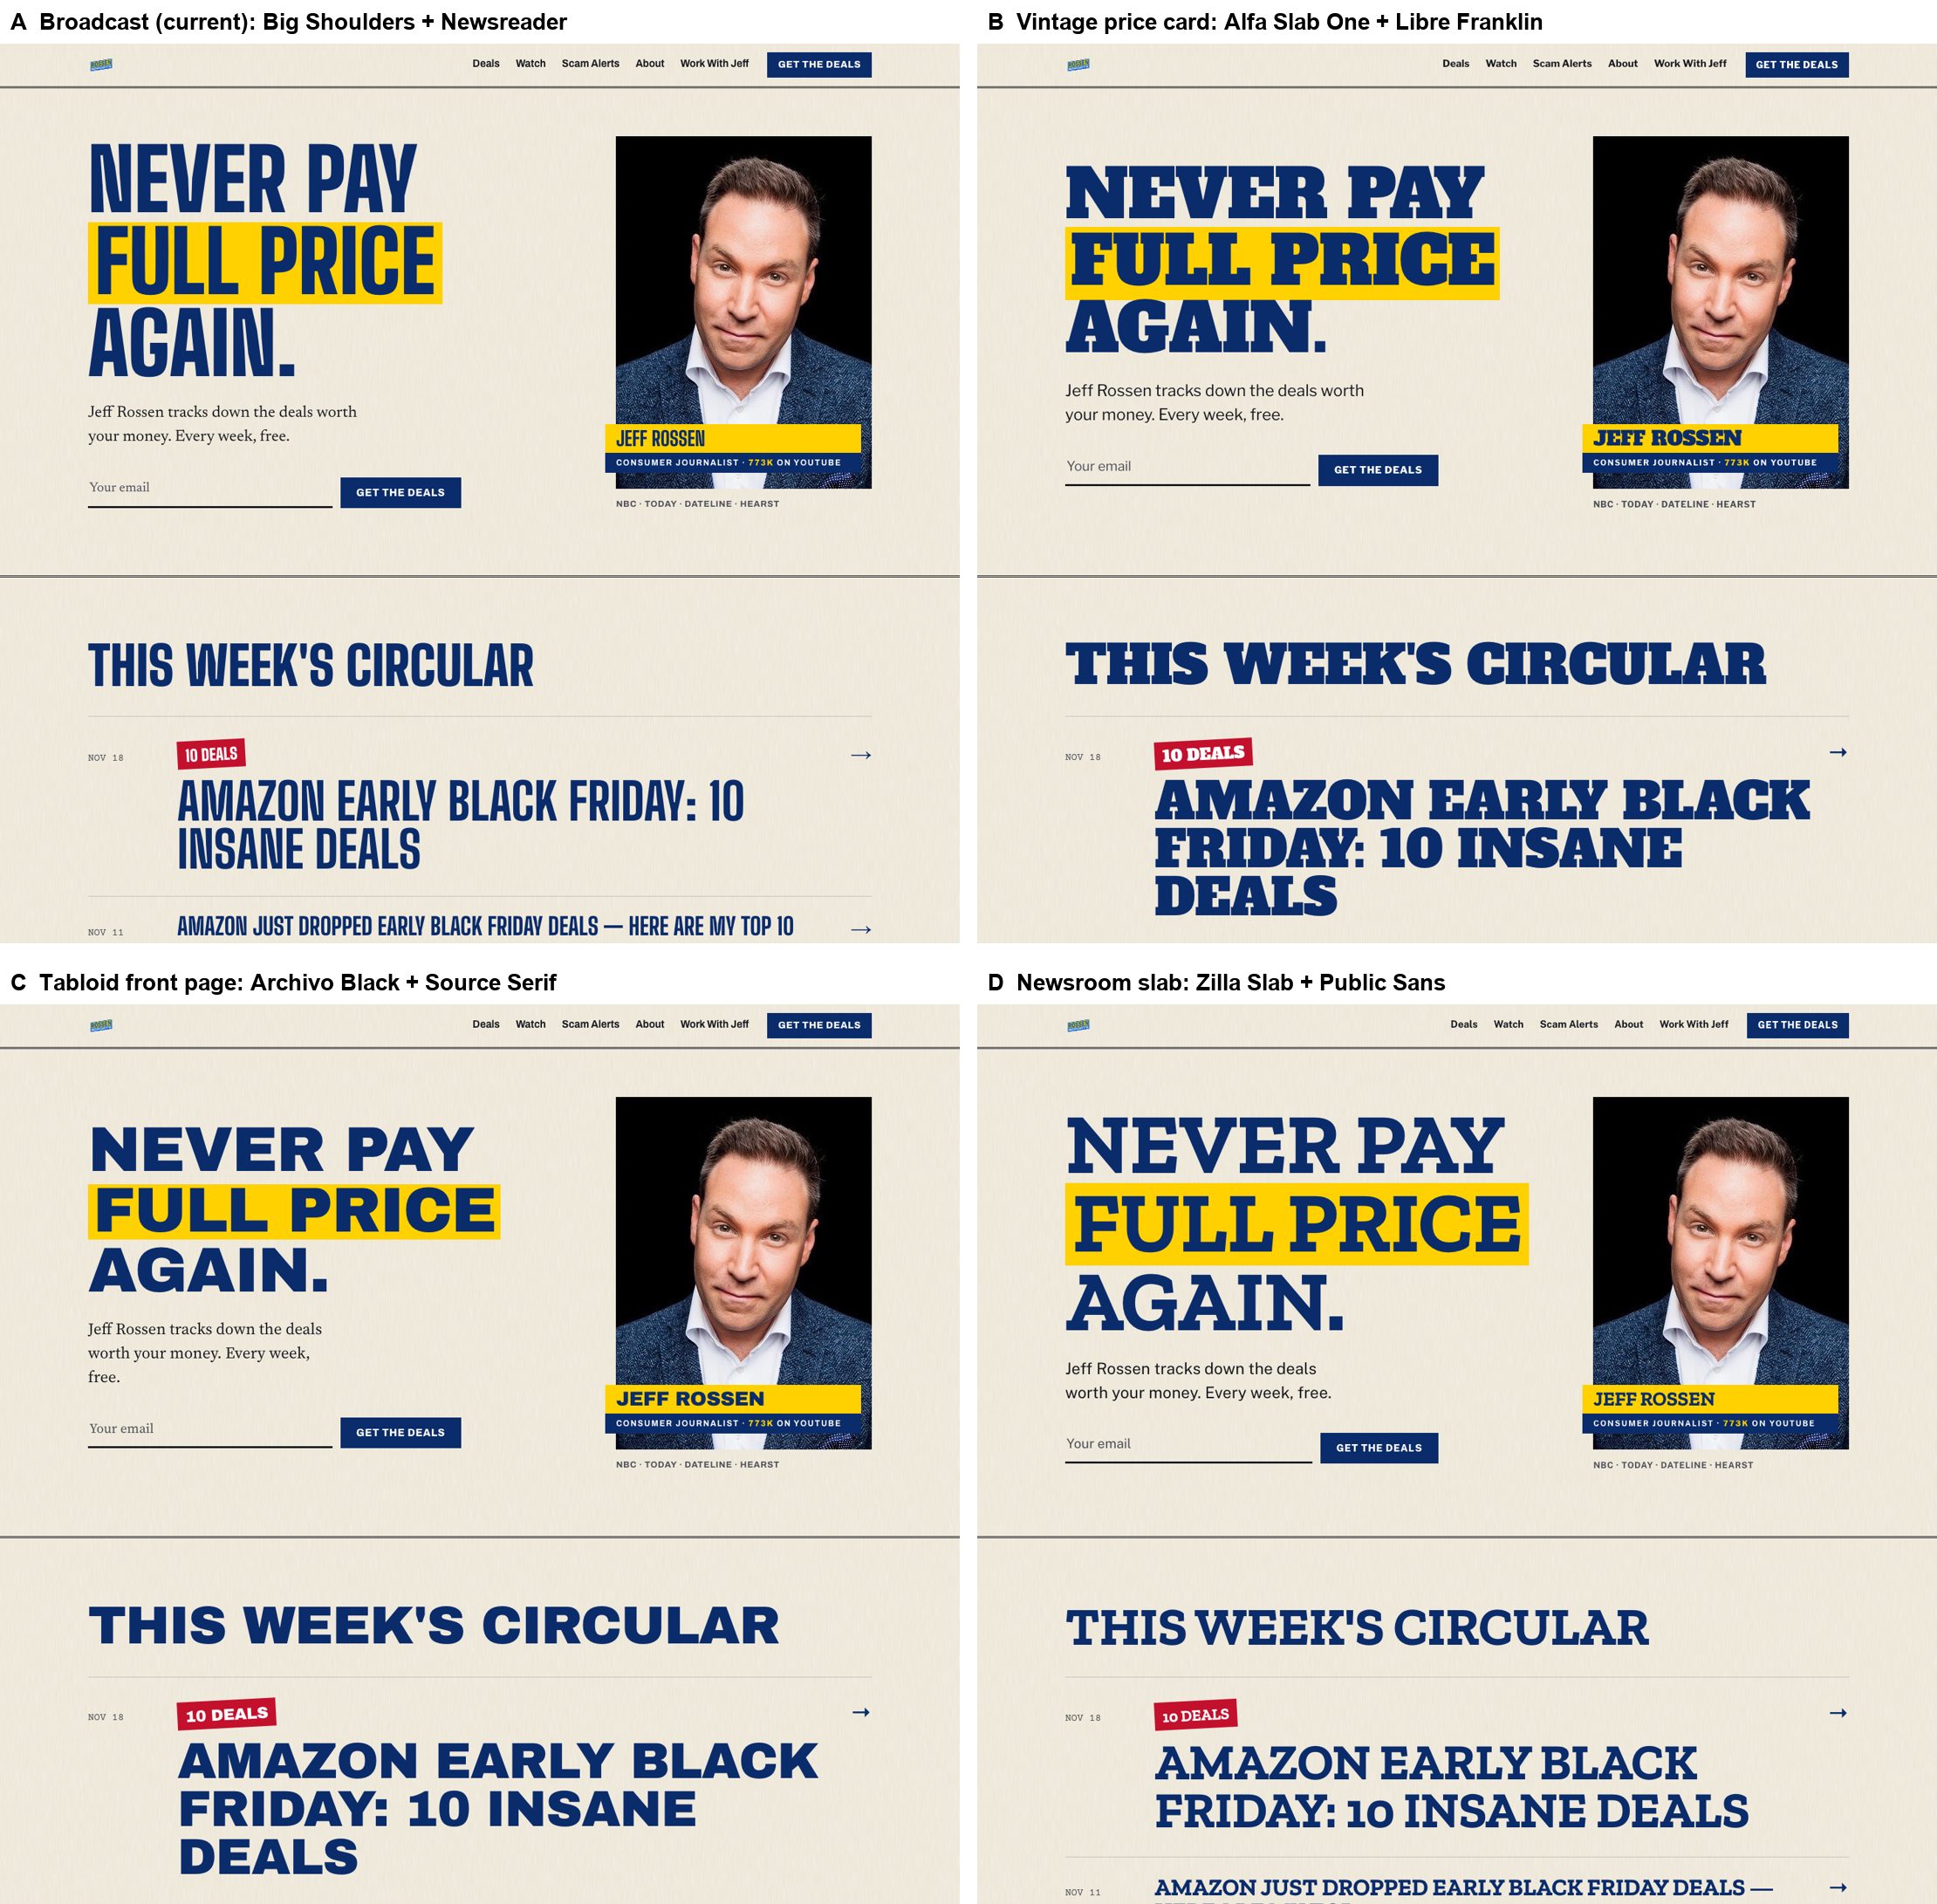 A Broadcast (current): Big Shoulders + Newsreader
ROSSEN
Deals Watch Scam Alerts About Work With Jeff GET THE DEALS
NEVER PAY
FULL PRICE
AGAIN.
Jeff Rossen tracks down the deals worth
your money. Every week, free.
Your email GET THE DEALS
JEFF ROSSEN
CONSUMER JOURNALIST · 773K ON YOUTUBE
NBC · TODAY · DATELINE · HEARST
THIS WEEK'S CIRCULAR
NOV 18
10 DEALS
→
AMAZON EARLY BLACK FRIDAY: 10
INSANE DEALS
NOV 11 AMAZON JUST DROPPED EARLY BLACK FRIDAY DEALS — HERE ARE MY TOP 10 →
B Vintage price card: Alfa Slab One + Libre Franklin
ROSSEN
Deals Watch Scam Alerts About Work With Jeff GET THE DEALS
NEVER PAY
FULL PRICE
AGAIN.
Jeff Rossen tracks down the deals worth
your money. Every week, free.
Your email GET THE DEALS
JEFF ROSSEN
CONSUMER JOURNALIST · 773K ON YOUTUBE
NBC · TODAY · DATELINE · HEARST
THIS WEEK'S CIRCULAR
NOV 18
10 DEALS
→
AMAZON EARLY BLACK
FRIDAY: 10 INSANE
DEALS
C Tabloid front page: Archivo Black + Source Serif
ROSSEN
Deals Watch Scam Alerts About Work With Jeff GET THE DEALS
NEVER PAY
FULL PRICE
AGAIN.
Jeff Rossen tracks down the deals
worth your money. Every week,
free.
Your email GET THE DEALS
JEFF ROSSEN
CONSUMER JOURNALIST · 773K ON YOUTUBE
NBC · TODAY · DATELINE · HEARST
THIS WEEK'S CIRCULAR
NOV 18
10 DEALS
→
AMAZON EARLY BLACK
FRIDAY: 10 INSANE
DEALS
D Newsroom slab: Zilla Slab + Public Sans
ROSSEN
Deals Watch Scam Alerts About Work With Jeff GET THE DEALS
NEVER PAY
FULL PRICE
AGAIN.
Jeff Rossen tracks down the deals
worth your money. Every week, free.
Your email GET THE DEALS
JEFF ROSSEN
CONSUMER JOURNALIST · 773K ON YOUTUBE
NBC · TODAY · DATELINE · HEARST
THIS WEEK'S CIRCULAR
NOV 18
10 DEALS
→
AMAZON EARLY BLACK
FRIDAY: 10 INSANE DEALS
NOV 11 AMAZON JUST DROPPED EARLY BLACK FRIDAY DEALS — →